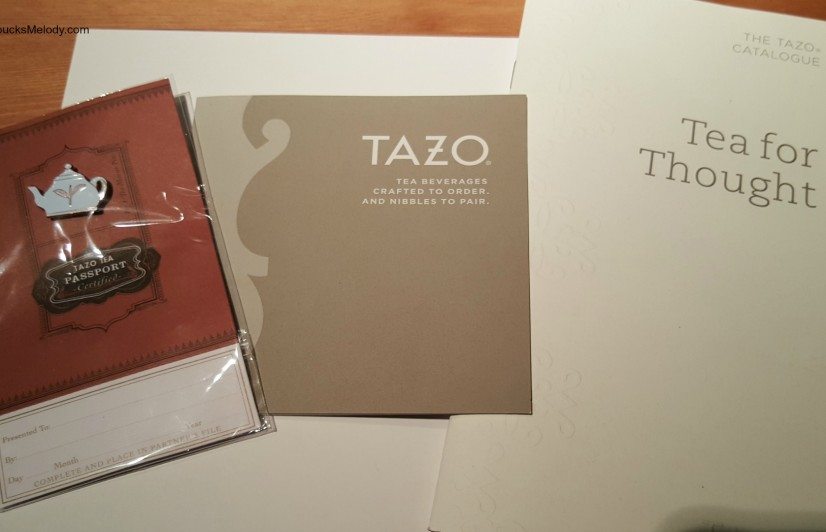 bucksMelody.com
TAZO TEA
PASSPORT
Certified
Presented To:
By:
Year
Day
Month
COMPLETE AND PLACE IN PARTNER'S FILE
TAZO®
TEA BEVERAGES
CRAFTED TO ORDER.
AND NIBBLES TO PAIR.
THE TAZO®
CATALOGUE
Tea for
Thought